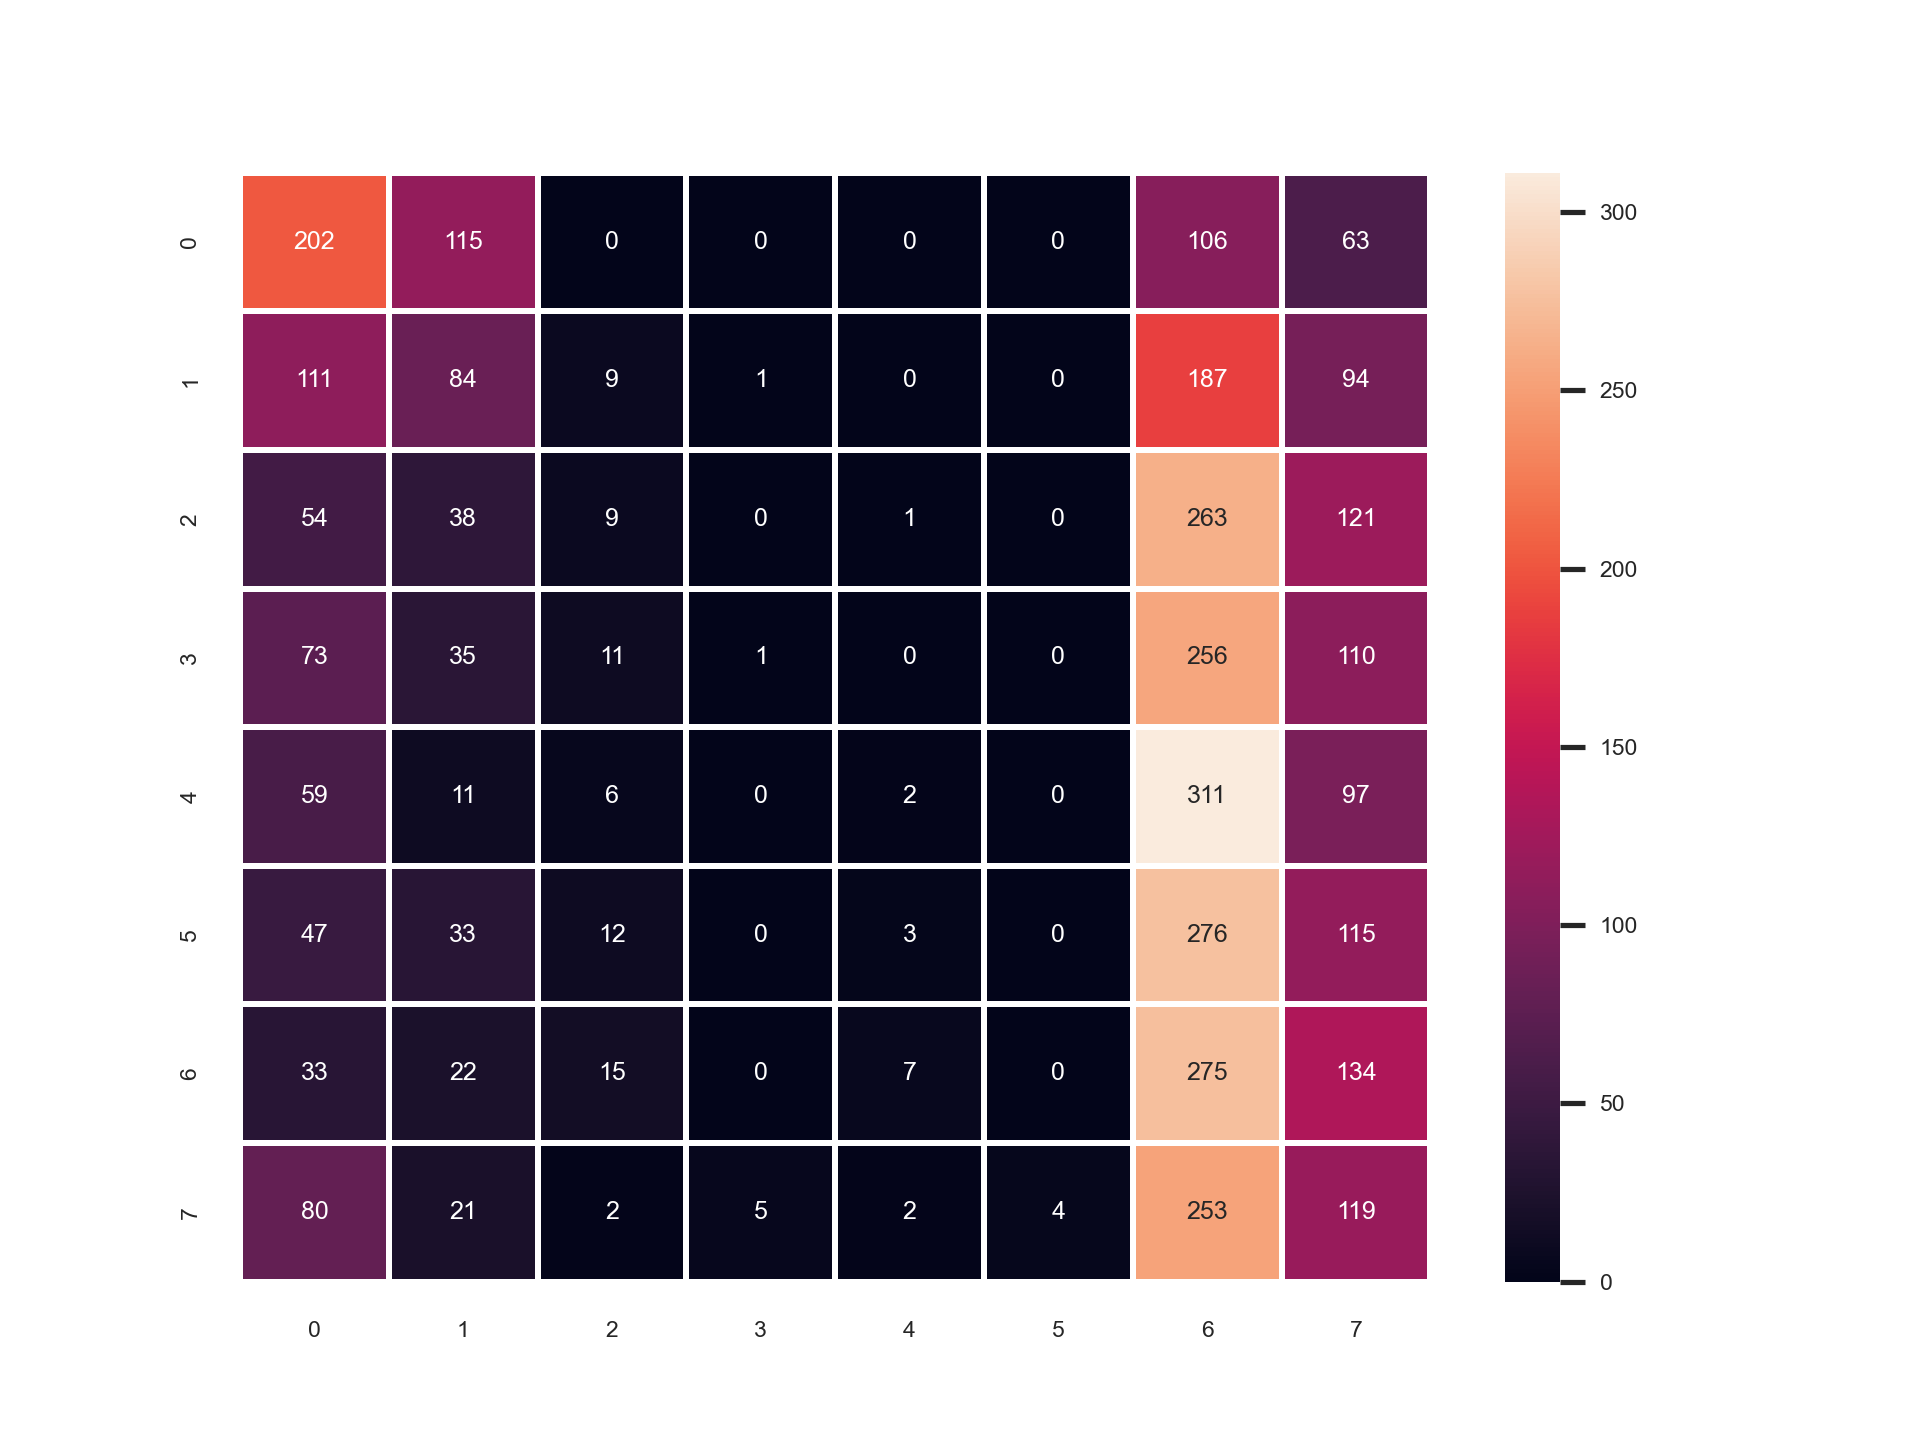 0 202 115 0 0 0 0 106 63
1 111 84 9 1 0 0 187 94
2 54 38 9 0 1 0 263 121
3 73 35 11 1 0 0 256 110
4 59 11 6 0 2 0 311 97
5 47 33 12 0 3 0 276 115
6 33 22 15 0 7 0 275 134
7 80 21 2 5 2 4 253 119
0 1 2 3 4 5 6 7
300
250
200
150
100
50
0